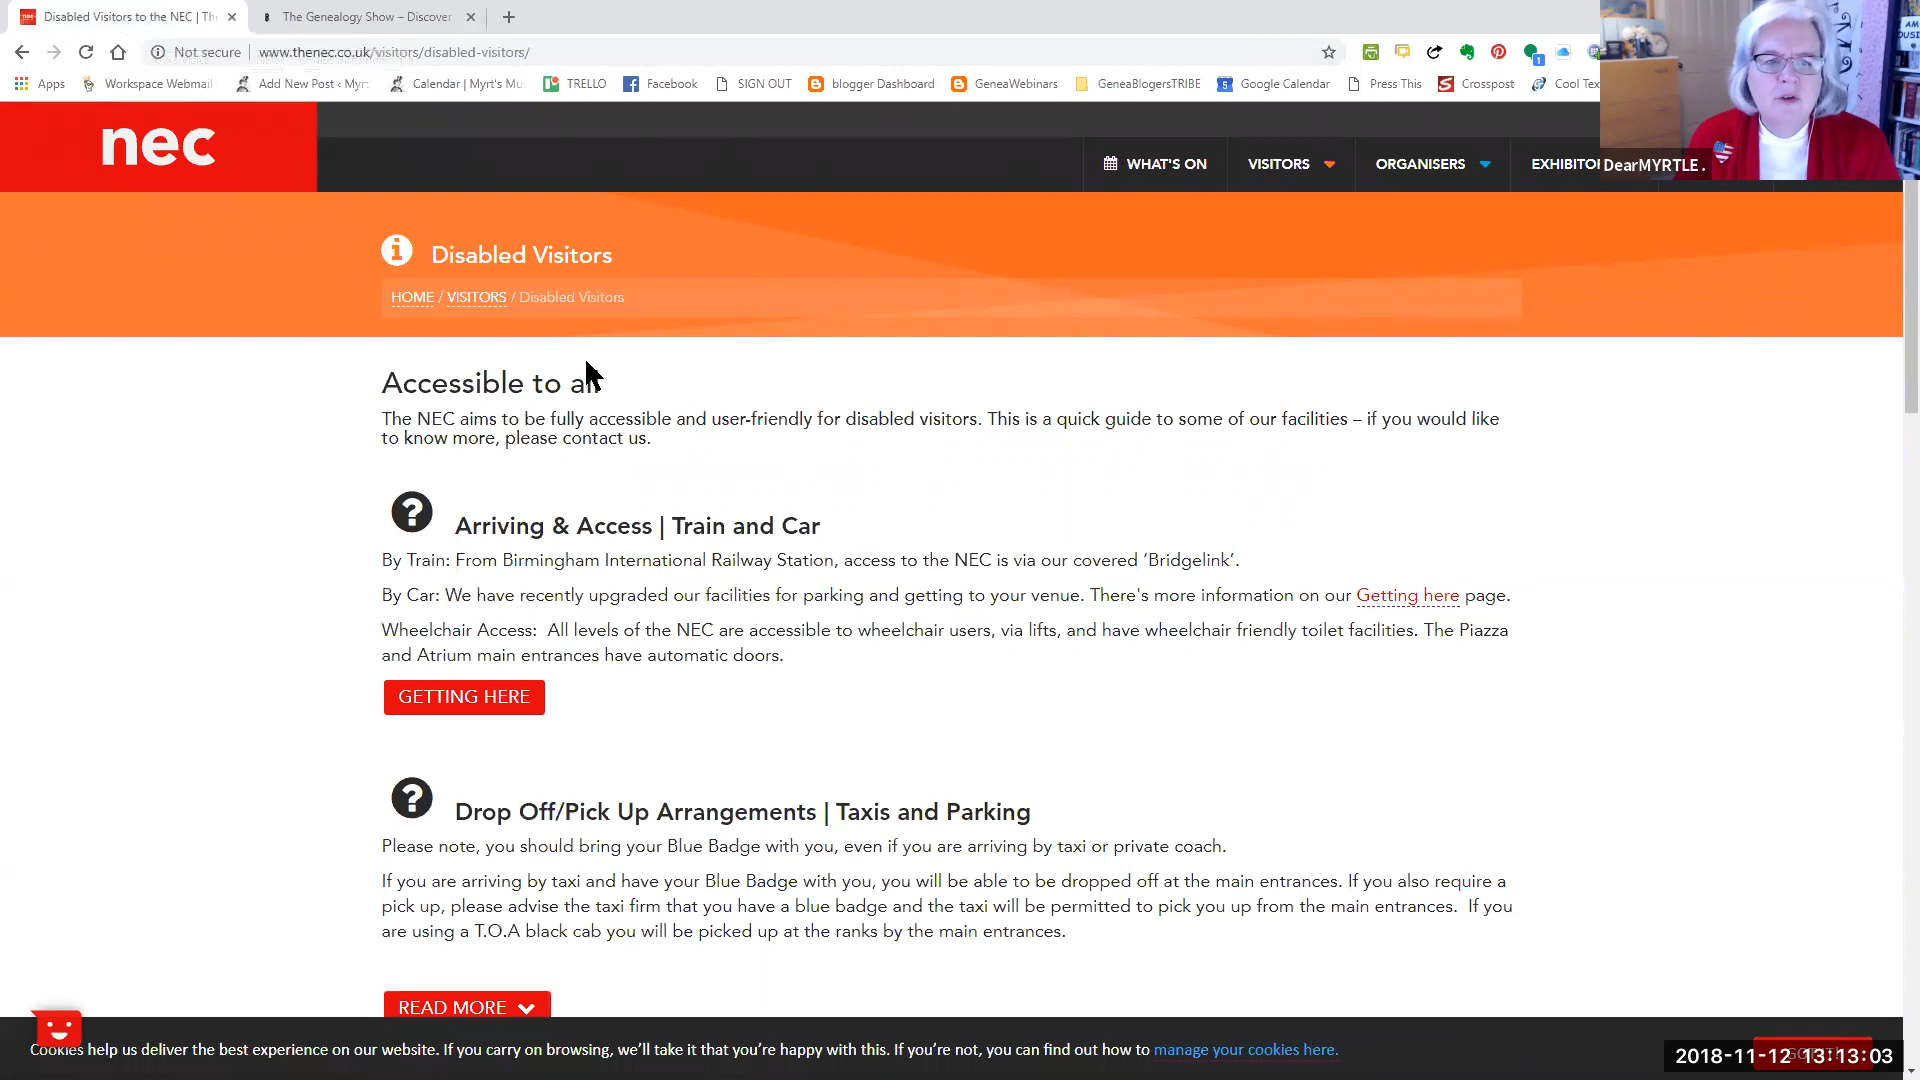 Disabled Visitors to the NEC | The
The Genealogy Show – Discover
Not secure
www.thenec.co.uk/visitors/disabled-visitors/
Apps
Workspace Webmail
Add New Post ‹ Myrt
Calendar | Myrt's Mu
TRELLO
Facebook
SIGN OUT
blogger Dashboard
GeneaWebinars
GeneaBlogersTRIBE
Google Calendar
Press This
Crosspost
Cool Tex
nec
WHAT'S ON
VISITORS
ORGANISERS
EXHIBITOR
DearMYRTLE .
Disabled Visitors
HOME / VISITORS / Disabled Visitors
Accessible to all
The NEC aims to be fully accessible and user-friendly for disabled visitors. This is a quick guide to some of our facilities – if you would like
to know more, please contact us.
Arriving & Access | Train and Car
By Train: From Birmingham International Railway Station, access to the NEC is via our covered ‘Bridgelink’.
By Car: We have recently upgraded our facilities for parking and getting to your venue. There's more information on our Getting here page.
Wheelchair Access:  All levels of the NEC are accessible to wheelchair users, via lifts, and have wheelchair friendly toilet facilities. The Piazza
and Atrium main entrances have automatic doors.
GETTING HERE
Drop Off/Pick Up Arrangements | Taxis and Parking
Please note, you should bring your Blue Badge with you, even if you are arriving by taxi or private coach.
If you are arriving by taxi and have your Blue Badge with you, you will be able to be dropped off at the main entrances. If you also require a
pick up, please advise the taxi firm that you have a blue badge and the taxi will be permitted to pick you up from the main entrances.  If you
are using a T.O.A black cab you will be picked up at the ranks by the main entrances.
READ MORE
Cookies help us deliver the best experience on our website. If you carry on browsing, we’ll take it that you’re happy with this. If you’re not, you can find out how to manage your cookies here.
2018-11-12 13:13:03